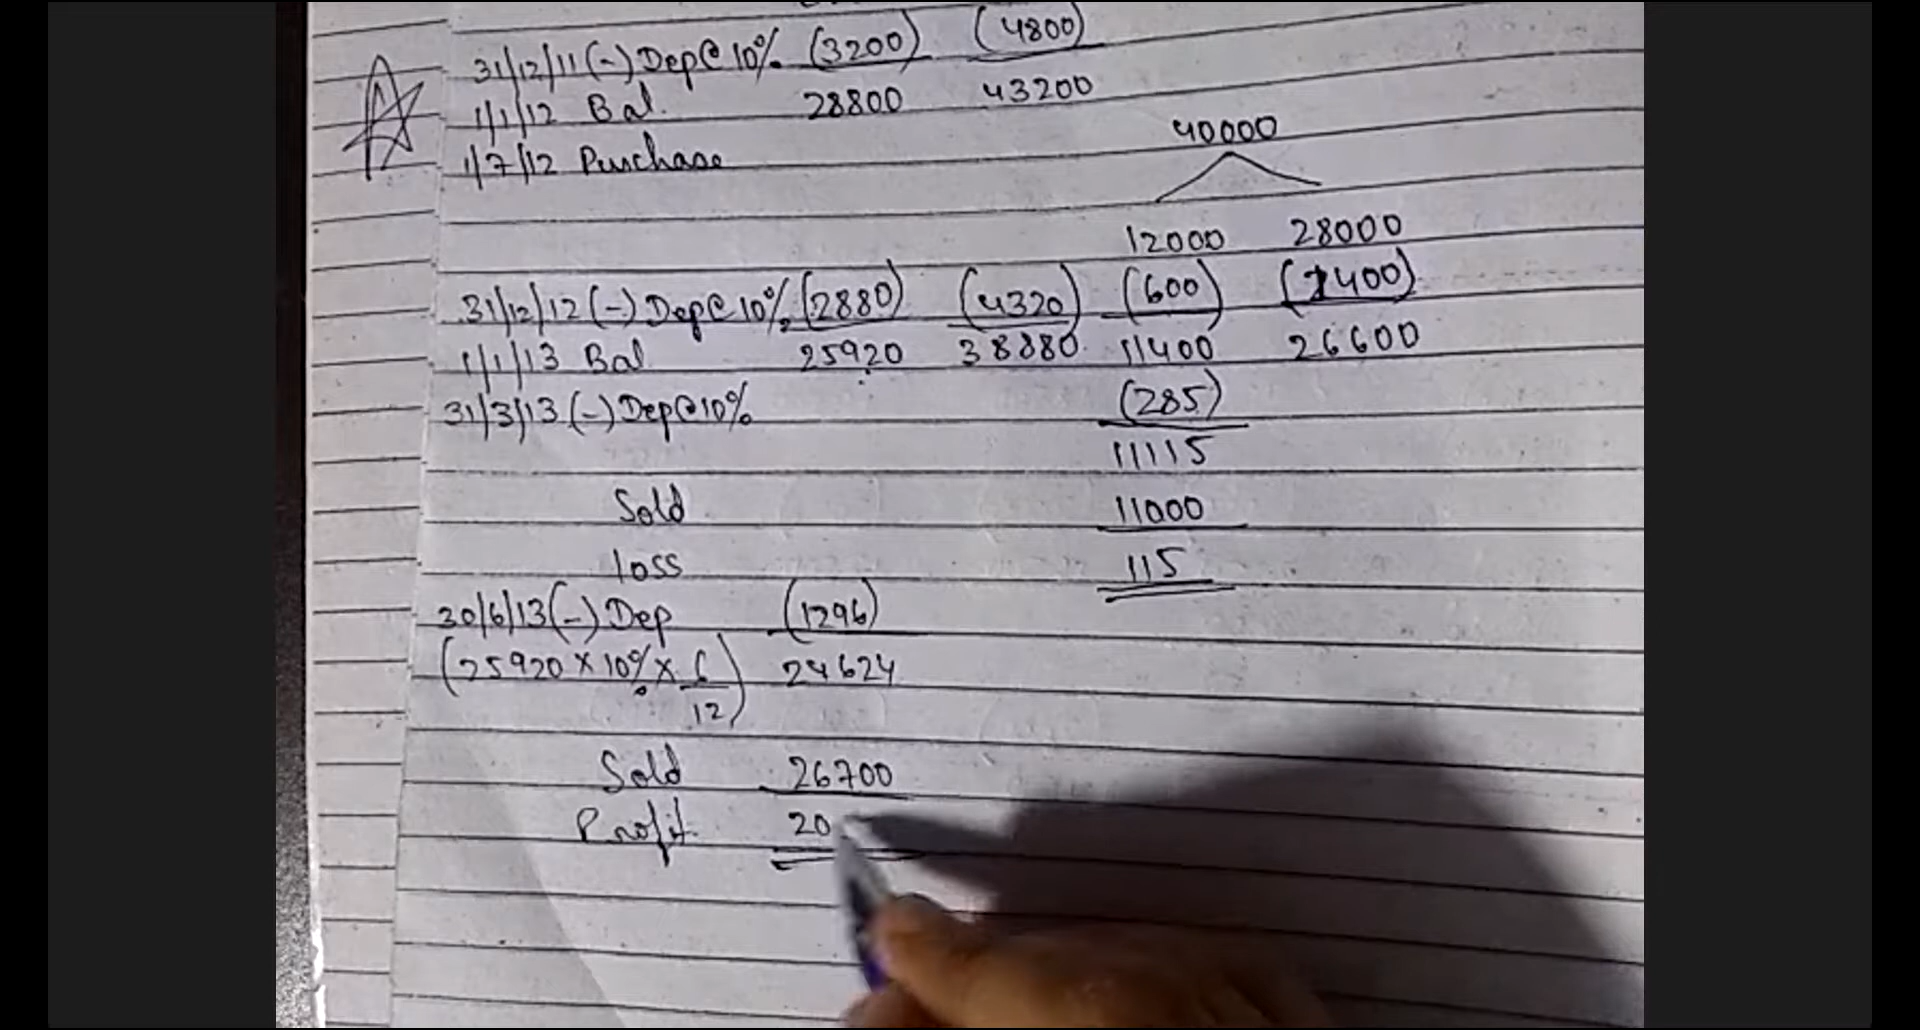 31/12/11 (-) Dep@ 10% (3200) (4800)
1/1/12 Bal. 28800 43200
1/7/12 Purchase 40000
12000 28000
31/12/12 (-) Dep@ 10% (2880) (4320) (600) (1400)
1/1/13 Bal 25920 38880 11400 26600
31/3/13 (-) Dep@ 10% (285)
11115
Sold 11000
loss 115
30/6/13 (-) Dep (1296)
(25920 × 10% × 6/12) 24624
Sold 26700
Profit 20